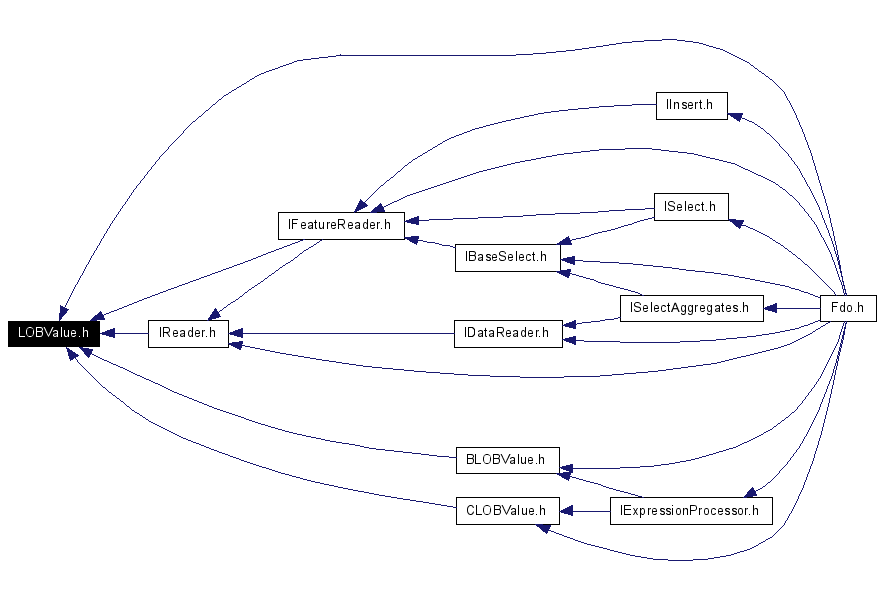 IInsert.h
ISelect.h
IFeatureReader.h
IBaseSelect.h
ISelectAggregates.h
Fdo.h
LOBValue.h
IReader.h
IDataReader.h
BLOBValue.h
CLOBValue.h
IExpressionProcessor.h